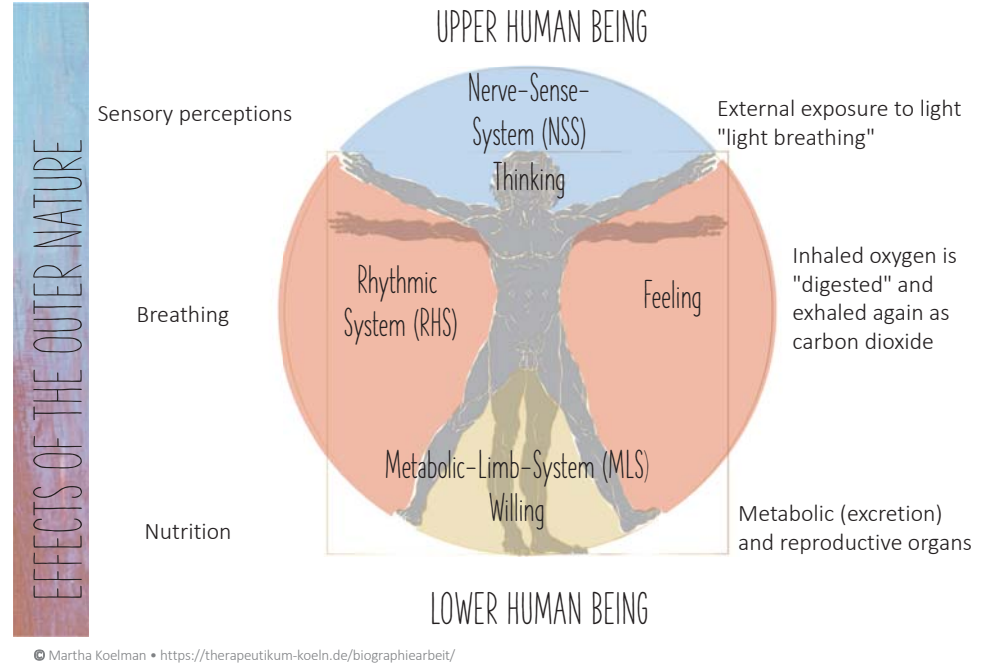 UPPER HUMAN BEING
Nerve-Sense-
System (NSS)
Thinking
Sensory perceptions
External exposure to light
"light breathing"
EFFECTS OF THE OUTER NATURE
Rhythmic
System (RHS)
Feeling
Breathing
Inhaled oxygen is
"digested" and
exhaled again as
carbon dioxide
Metabolic-Limb-System (MLS)
Willing
Nutrition
Metabolic (excretion)
and reproductive organs
LOWER HUMAN BEING
© Martha Koelman • https://therapeutikum-koeln.de/biographiearbeit/